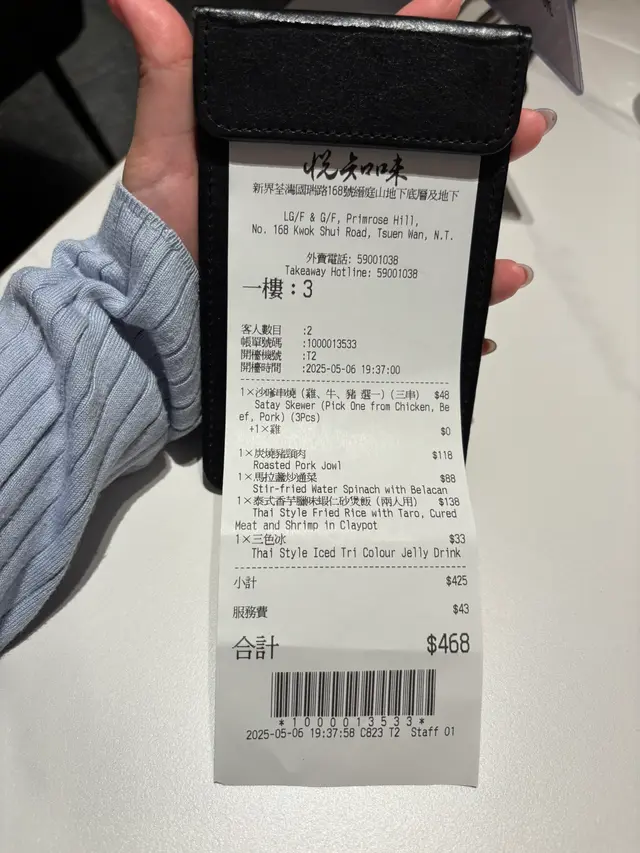 悦知品味
新界荃灣國瑞路168號縉庭山地下底層及地下
LG/F & G/F, Primrose Hill,
No. 168 Kwok Shui Road, Tsuen Wan, N.T.
外賣電話: 59001038
Takeaway Hotline: 59001038
一樓：3
客人數目 :2
帳單號碼 :1000013533
開檯機號 :T2
開檯時間 :2025-05-06 19:37:00
1×沙嗲串燒 (雞、牛、豬 選一) (三串) $48
Satay Skewer (Pick One from Chicken, Be
ef, Pork) (3Pcs)
+1×雞 $0
1×炭燒豬頸肉 $118
Roasted Pork Jowl
1×馬拉盞炒通菜 $88
Stir-fried Water Spinach with Belacan
1×泰式香芋臘味蝦仁砂煲飯 (兩人用) $138
Thai Style Fried Rice with Taro, Cured
Meat and Shrimp in Claypot
1×三色冰 $33
Thai Style Iced Tri Colour Jelly Drink
小計 $425
服務費 $43
合計 $468
*1000013533*
2025-05-06 19:37:58 C823 T2 Staff 01